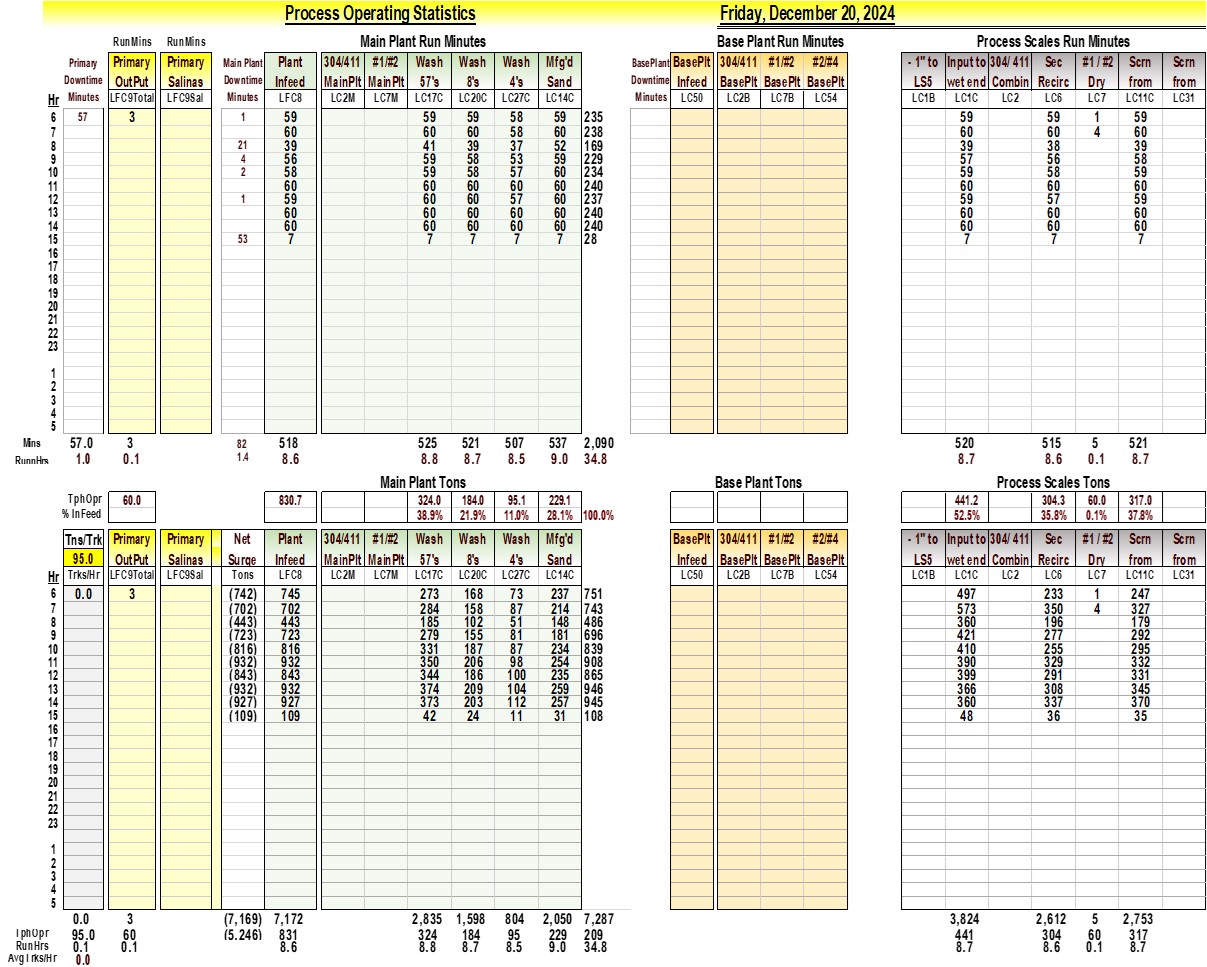 Process Operating Statistics Friday, December 20, 2024
RunMins RunMins Main Plant Run Minutes Base Plant Run Minutes Process Scales Run Minutes
Primary Primary Primary Main Plant Plant 304/411 #1/#2 Wash Wash Wash Mfg'd BasePlant BasePlt 304/411 #1/#2 #2/#4 - 1" to Input to 304/ 411 Sec #1 / #2 Scrn Scrn
Downtime OutPut Salinas Downtime Infeed MainPlt MainPlt 57's 8's 4's Sand Downtime Infeed BasePlt BasePlt BasePlt LS5 wet end Combin Recirc Dry from from
Hr Minutes LFC9Total LFC9Sal Minutes LFC8 LC2M LC7M LC17C LC20C LC27C LC14C Minutes LC50 LC2B LC7B LC54 LC1B LC1C LC2 LC6 LC7 LC11C LC31
6 57 3 1 59 59 59 58 59 235 59 59 1 59
7 60 60 60 58 60 238 60 60 4 60
8 21 39 41 39 37 52 169 39 38 39
9 4 56 59 58 53 59 229 57 56 58
10 2 58 59 58 57 60 234 59 58 59
11 60 60 60 60 60 240 60 60 60
12 1 59 60 60 57 60 237 59 57 59
13 60 60 60 60 60 240 60 60 60
14 60 60 60 60 60 240 60 60 60
15 53 7 7 7 7 7 28 7 7 7
16
17
18
19
20
21
22
23
1
2
3
4
5
Mins 57.0 3 82 518 525 521 507 537 2,090 520 515 5 521
RunnHrs 1.0 0.1 1.4 8.6 8.8 8.7 8.5 9.0 34.8 8.7 8.6 0.1 8.7
Main Plant Tons Base Plant Tons Process Scales Tons
TphOpr 60.0 830.7 324.0 184.0 95.1 229.1 441.2 304.3 60.0 317.0
% InFeed 38.9% 21.9% 11.0% 28.1% 100.0% 52.5% 35.8% 0.1% 37.8%
Tns/Trk Primary Primary Net Plant 304/411 #1/#2 Wash Wash Wash Mfg'd BasePlt 304/411 #1/#2 #2/#4 - 1" to Input to 304/ 411 Sec #1 / #2 Scrn Scrn
95.0 OutPut Salinas Surge Infeed MainPlt MainPlt 57's 8's 4's Sand Infeed BasePlt BasePlt BasePlt LS5 wet end Combin Recirc Dry from from
Hr Trks/Hr LFC9Total LFC9Sal Tons LFC8 LC2M LC7M LC17C LC20C LC27C LC14C LC50 LC2B LC7B LC54 LC1B LC1C LC2 LC6 LC7 LC11C LC31
6 0.0 3 (742) 745 273 168 73 237 751 497 233 1 247
7 (702) 702 284 158 87 214 743 573 350 4 327
8 (443) 443 185 102 51 148 486 360 196 179
9 (723) 723 279 155 81 181 696 421 277 292
10 (816) 816 331 187 87 234 839 410 255 295
11 (932) 932 350 206 98 254 908 390 329 332
12 (843) 843 344 186 100 235 865 399 291 331
13 (932) 932 374 209 104 259 946 366 308 345
14 (927) 927 373 203 112 257 945 360 337 370
15 (109) 109 42 24 11 31 108 48 36 35
16
17
18
19
20
21
22
23
1
2
3
4
5
0.0 3 (7,169) 7,172 2,835 1,598 804 2,050 7,287 3,824 2,612 5 2,753
TphOpr 95.0 60 (5,246) 831 324 184 95 229 209 441 304 60 317
RunHrs 0.1 0.1 8.6 8.8 8.7 8.5 9.0 34.8 8.7 8.6 0.1 8.7
AvgTrks/Hr 0.0